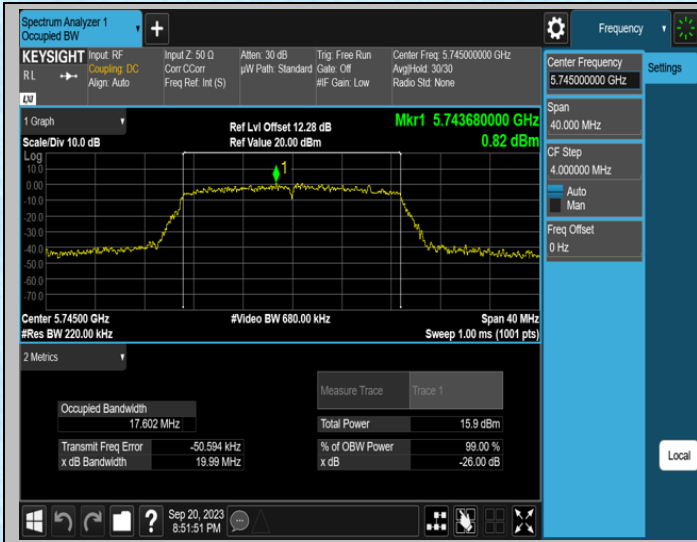 Spectrum Analyzer 1
Occupied BW
+
Frequency
KEYSIGHT
RL
LXI
Input: RF
Coupling: DC
Align: Auto
Input Z: 50 Ω
Corr CCorr
Freq Ref: Int (S)
Atten: 30 dB
µW Path: Standard
Trig: Free Run
Gate: Off
#IF Gain: Low
Center Freq: 5.745000000 GHz
Avg|Hold: 30/30
Radio Std: None
Center Frequency
5.745000000 GHz
Settings
Span
40.000 MHz
CF Step
4.000000 MHz
Auto
Man
Freq Offset
0 Hz
Local
1 Graph
Scale/Div 10.0 dB
Ref Lvl Offset 12.28 dB
Ref Value 20.00 dBm
Mkr1 5.743680000 GHz
0.82 dBm
Log
10.0
0.00
-10.0
-20.0
-30.0
-40.0
-50.0
-60.0
-70.0
1
Center 5.74500 GHz
#Video BW 680.00 kHz
Span 40 MHz
#Res BW 220.00 kHz
Sweep 1.00 ms (1001 pts)
2 Metrics
Measure Trace
Trace 1
Occupied Bandwidth
17.602 MHz
Total Power
15.9 dBm
Transmit Freq Error
-50.594 kHz
% of OBW Power
99.00 %
x dB Bandwidth
19.99 MHz
x dB
-26.00 dB
?
Sep 20, 2023
8:51:51 PM